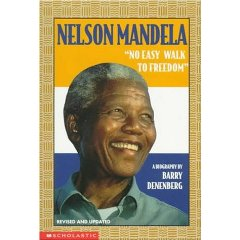 NELSON MANDELA
"NO EASY WALK
TO FREEDOM"
A BIOGRAPHY BY
BARRY
DENENBERG
REVISED AND UPDATED
SCHOLASTIC